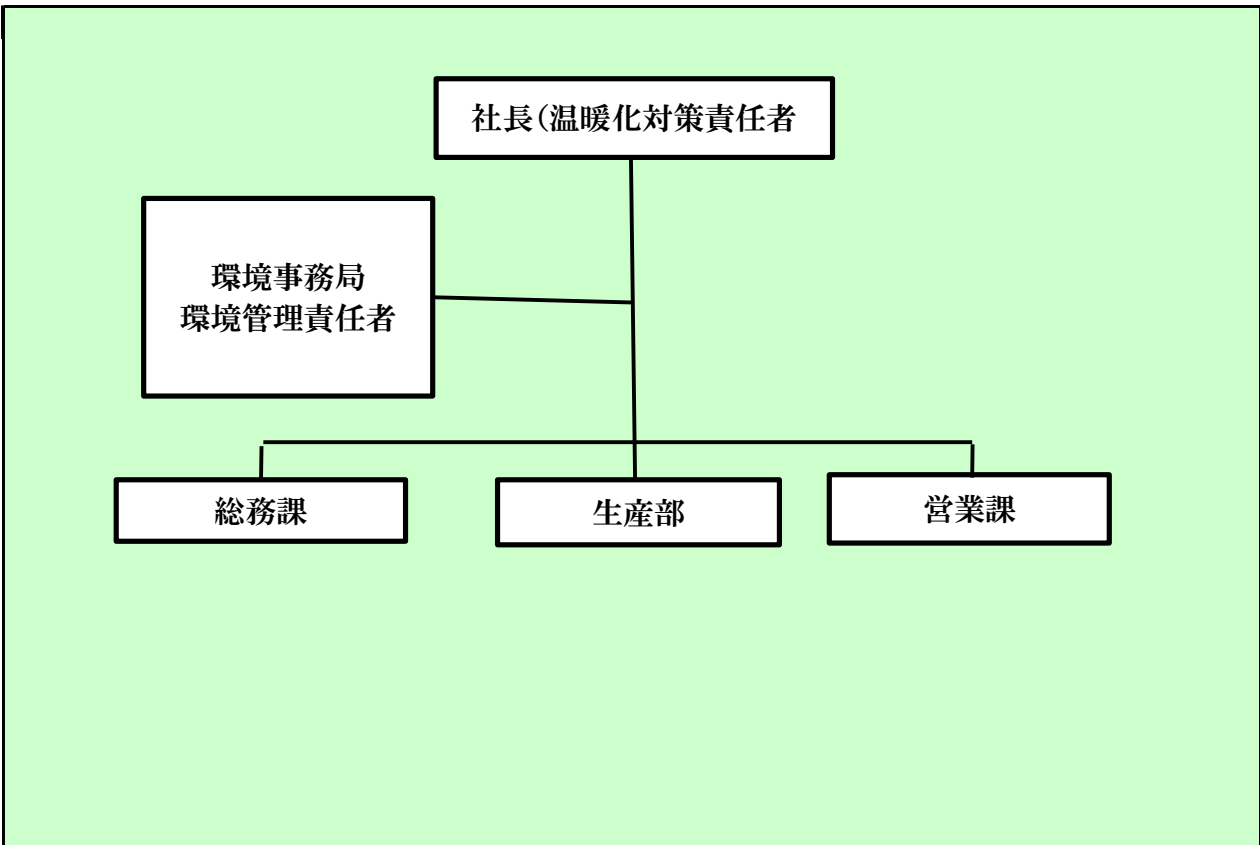 社長(温暖化対策責任者
環境事務局
環境管理責任者
総務課
生産部
営業課